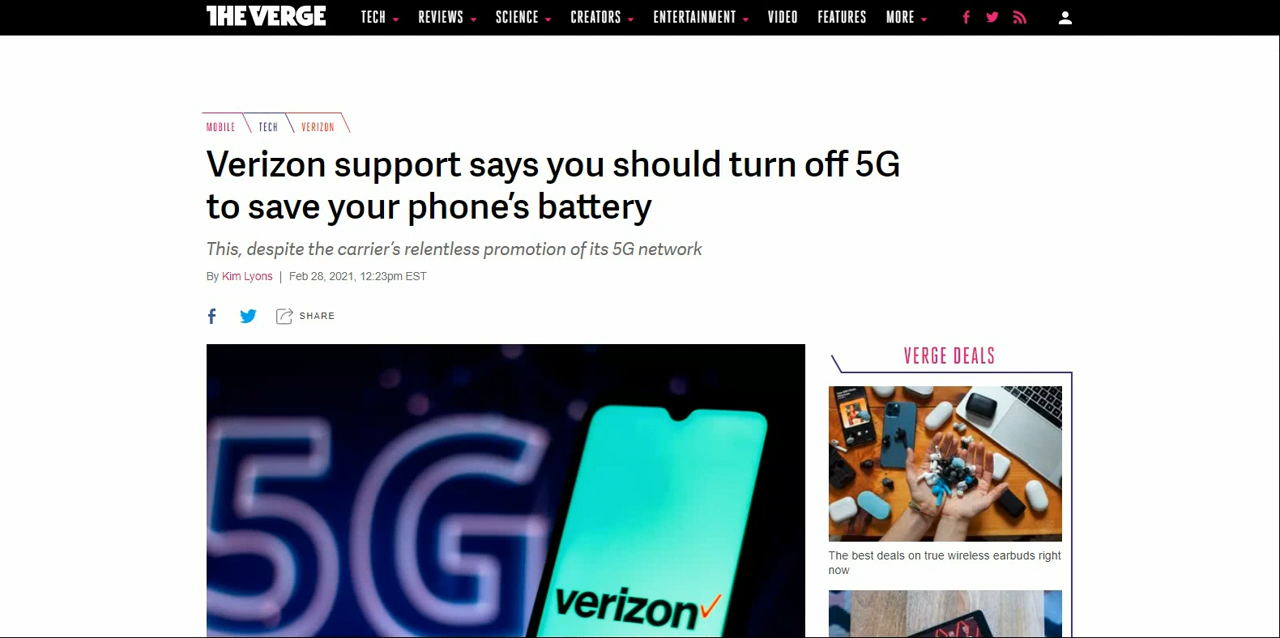 THE VERGE
TECH REVIEWS SCIENCE CREATORS ENTERTAINMENT VIDEO FEATURES MORE
MOBILE TECH VERIZON
Verizon support says you should turn off 5G
to save your phone's battery
This, despite the carrier's relentless promotion of its 5G network
By Kim Lyons | Feb 28, 2021, 12:23pm EST
SHARE
VERGE DEALS
5G
verizon
The best deals on true wireless earbuds right
now